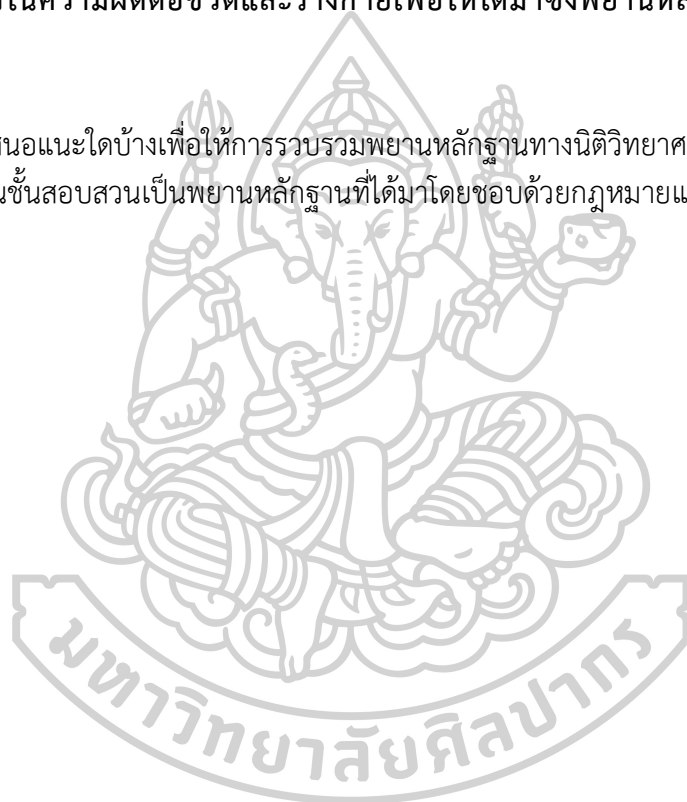 ในความผิดต่อชีวิตและร่างกายเพื่อให้ได้มาซึ่งพยานหลั
สนอแนะใดบ้างเพื่อให้การรวบรวมพยานหลักฐานทางนิติวิทยาศ
นชั้นสอบสวนเป็นพยานหลักฐานที่ได้มาโดยชอบด้วยกฎหมายแ
มหาวิทยาลัยศิลปากร